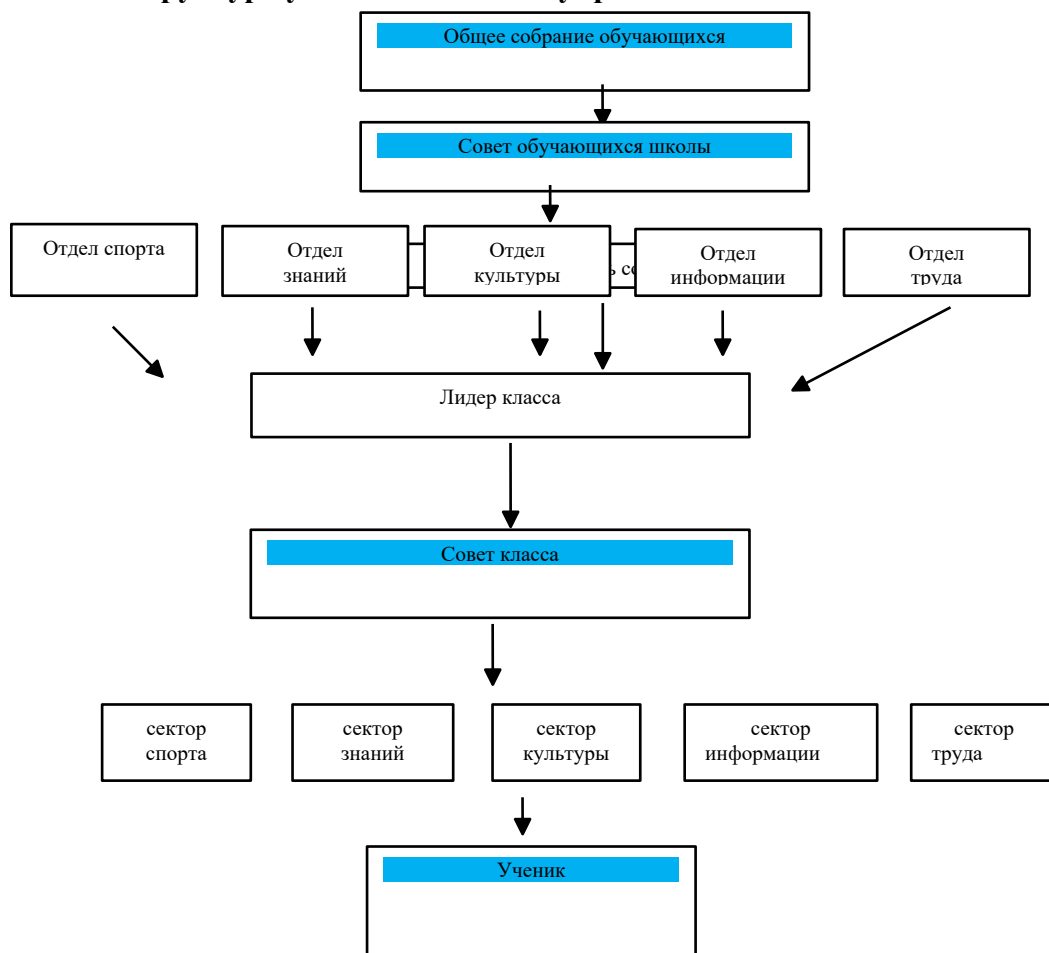 Общее собрание обучающихся
Совет обучающихся школы
Отдел спорта
Отдел
знаний
Отдел
культуры
Отдел
информации
Отдел
труда
Лидер класса
Совет класса
сектор
спорта
сектор
знаний
сектор
культуры
сектор
информации
сектор
труда
Ученик